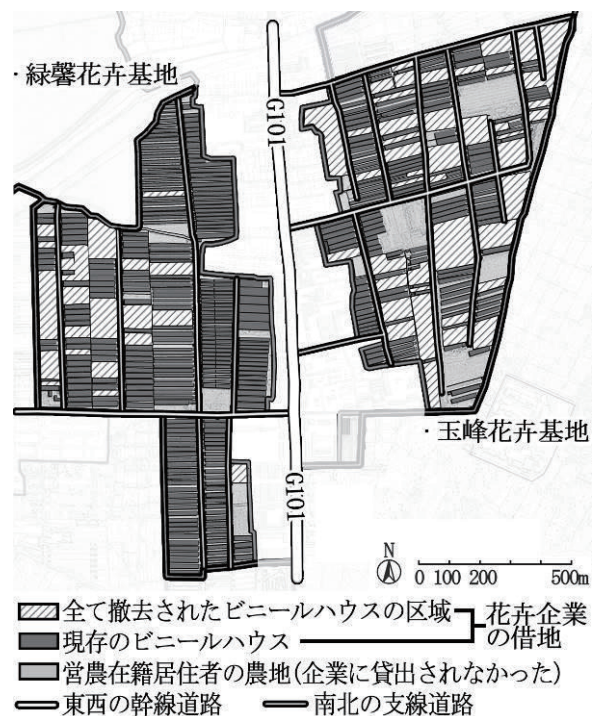 ・緑馨花卉基地
G101
・玉峰花卉基地
G101
N
0 100 200 500m
全て撤去されたビニールハウスの区域
現存のビニールハウス
花卉企業の借地
営農在籍居住者の農地(企業に貸出されなかった)
東西の幹線道路 南北の支線道路